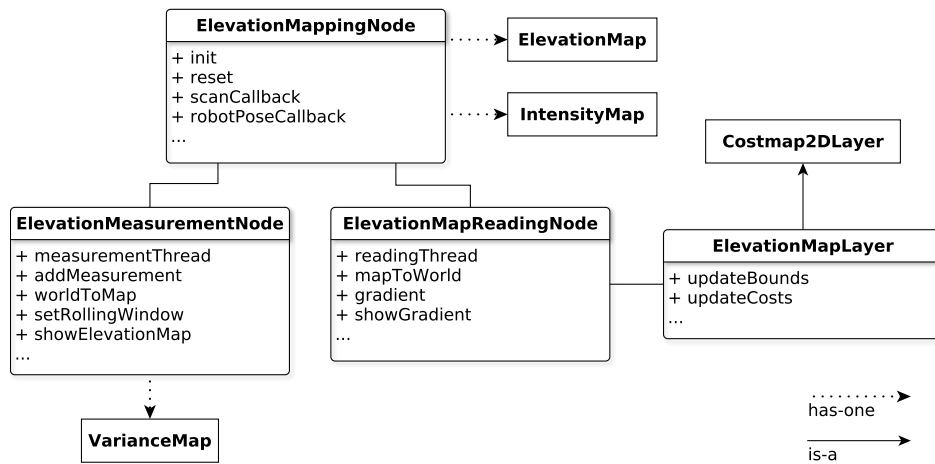 ElevationMappingNode
+ init
+ reset
+ scanCallback
+ robotPoseCallback
...
ElevationMap
IntensityMap
Costmap2DLayer
ElevationMeasurementNode
+ measurementThread
+ addMeasurement
+ worldToMap
+ setRollingWindow
+ showElevationMap
...
ElevationMapReadingNode
+ readingThread
+ mapToWorld
+ gradient
+ showGradient
...
ElevationMapLayer
+ updateBounds
+ updateCosts
...
VarianceMap
has-one
is-a